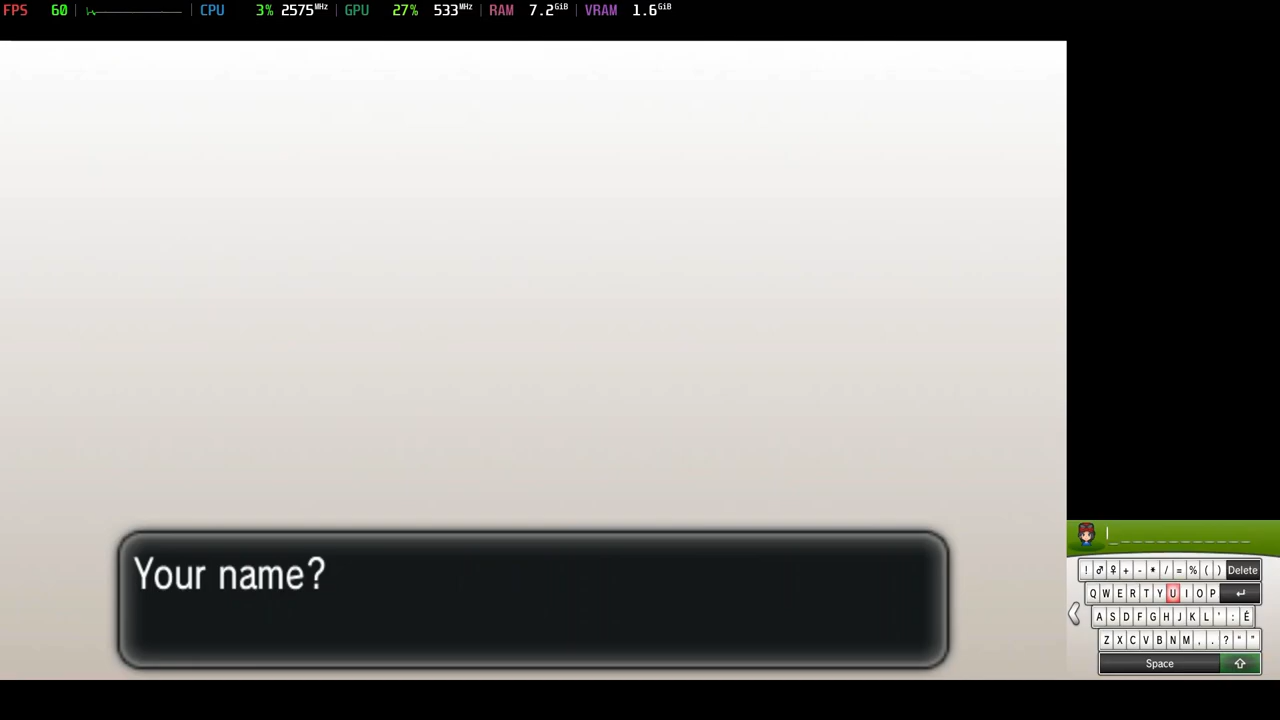 FPS 60 CPU 3% 2575MHz GPU 27% 533MHz RAM 7.2GiB VRAM 1.6GiB
Your name?
! ♂ ♀ + - * / = % ( ) Delete
Q W E R T Y U I O P ↵
A S D F G H J K L ' : É
Z X C V B N M , . ? “ ”
Space